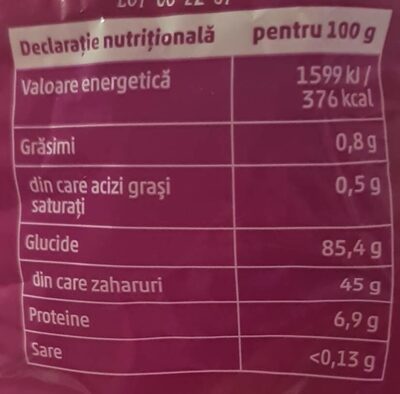 Declarație nutrițională pentru 100 g
Valoare energetică 1599 kJ /
376 kcal
Grăsimi 0,8 g
din care acizi grași 0,5 g
saturați
Glucide 85,4 g
din care zaharuri 45 g
Proteine 6,9 g
Sare <0,13 g